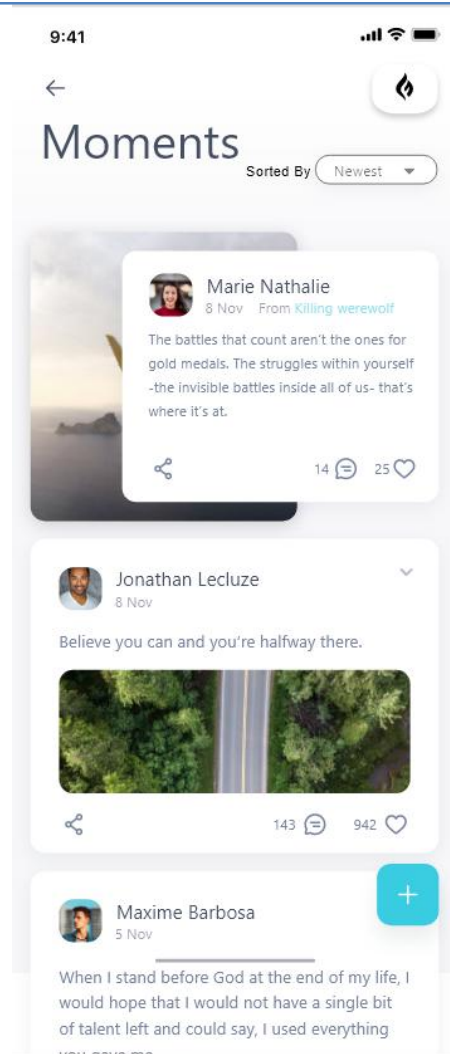 9:41
Moments
Sorted By Newest
Marie Nathalie
8 Nov From Killing werewolf
The battles that count aren't the ones for
gold medals. The struggles within yourself
-the invisible battles inside all of us- that's
where it's at.
14 25
Jonathan Lecluze
8 Nov
Believe you can and you're halfway there.
143 942
+
Maxime Barbosa
5 Nov
When I stand before God at the end of my life, I
would hope that I would not have a single bit
of talent left and could say, I used everything
you gave me